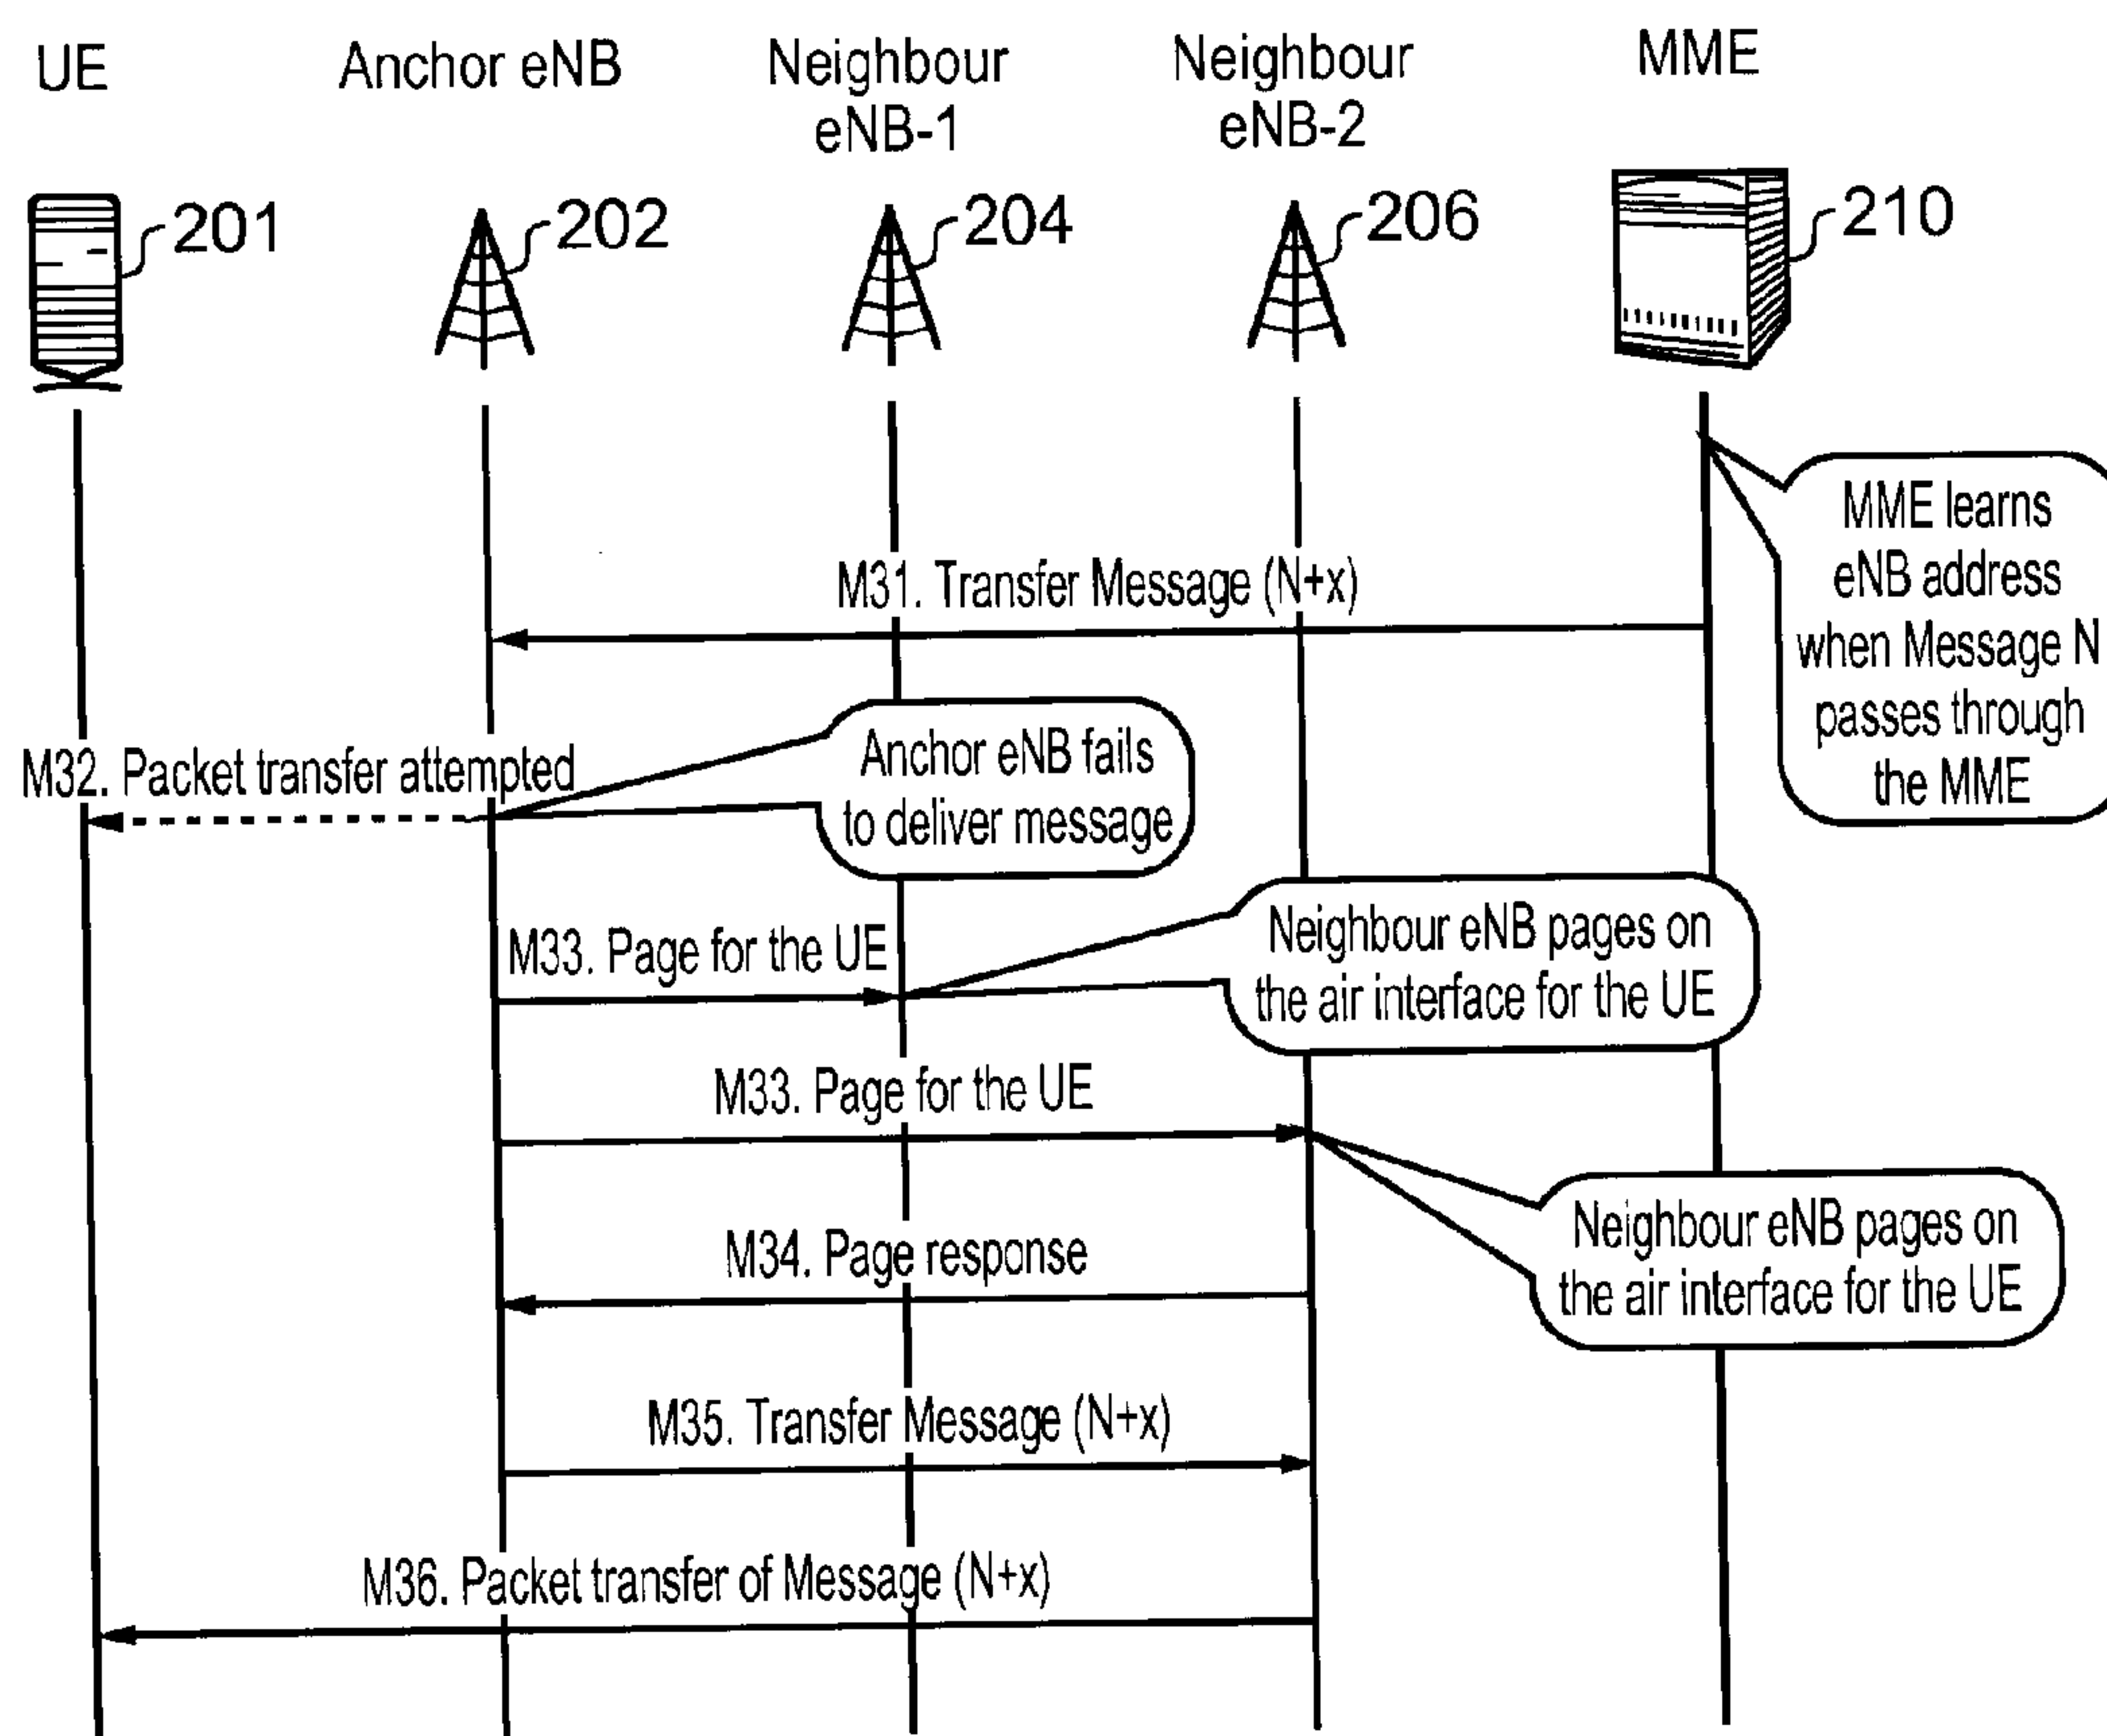 UE
Anchor eNB
Neighbour
eNB-1
Neighbour
eNB-2
MME
201
202
204
206
210
MME learns
eNB address
when Message N
passes through
the MME
M31. Transfer Message (N+x)
Anchor eNB fails
to deliver message
M32. Packet transfer attempted
Neighbour eNB pages on
the air interface for the UE
M33. Page for the UE
M33. Page for the UE
Neighbour eNB pages on
the air interface for the UE
M34. Page response
M35. Transfer Message (N+x)
M36. Packet transfer of Message (N+x)